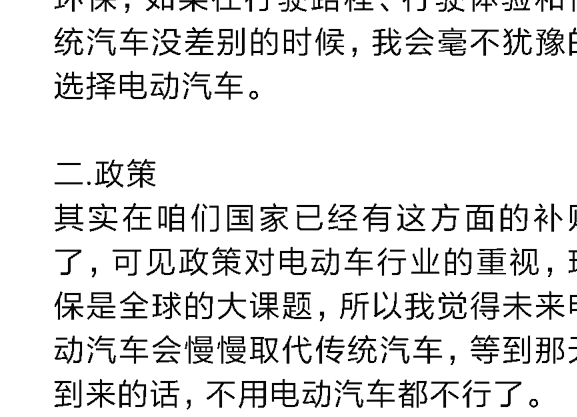 环保，如果在行驶路程、行驶体验和
统汽车没差别的时候，我会毫不犹豫的
选择电动汽车。
二.政策
其实在咱们国家已经有这方面的补贴
了，可见政策对电动车行业的重视，环
保是全球的大课题，所以我觉得未来电
动汽车会慢慢取代传统汽车，等到那天
到来的话，不用电动汽车都不行了。